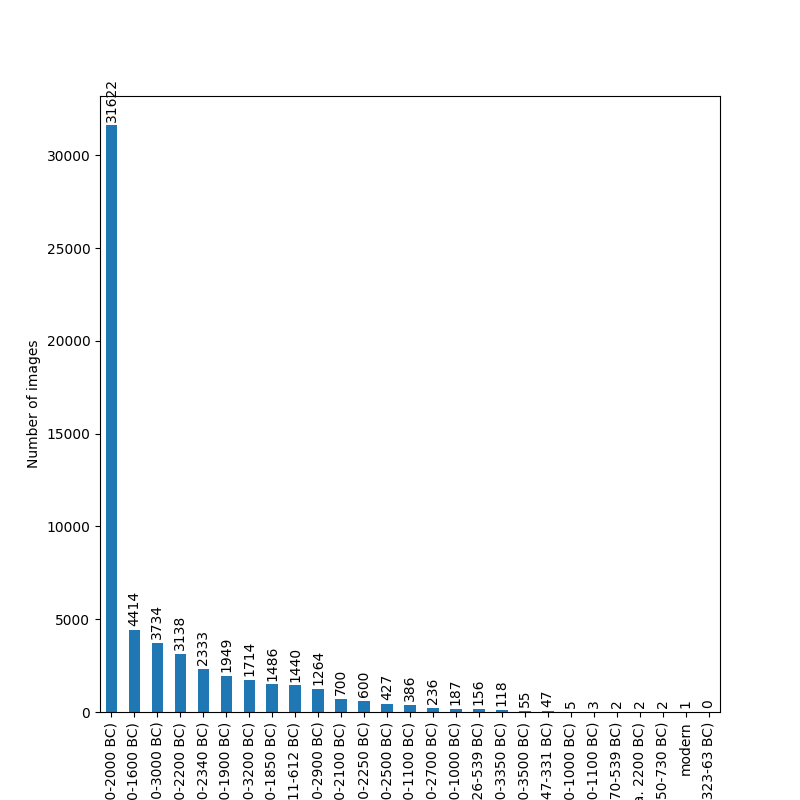 31622
30000
25000
20000
15000
10000
5000
0
Number of images
4414
3734
3138
2333
1949
1714
1486
1440
1264
700
600
427
386
236
187
156
118
55
47
5
3
2
2
2
1
0
0-2000 BC)
0-1600 BC)
0-3000 BC)
0-2200 BC)
0-2340 BC)
0-1900 BC)
0-3200 BC)
0-1850 BC)
11-612 BC)
0-2900 BC)
0-2100 BC)
0-2250 BC)
0-2500 BC)
0-1100 BC)
0-2700 BC)
0-1000 BC)
26-539 BC)
0-3350 BC)
0-3500 BC)
47-331 BC)
0-1000 BC)
0-1100 BC)
70-539 BC)
a. 2200 BC)
50-730 BC)
modern
323-63 BC)